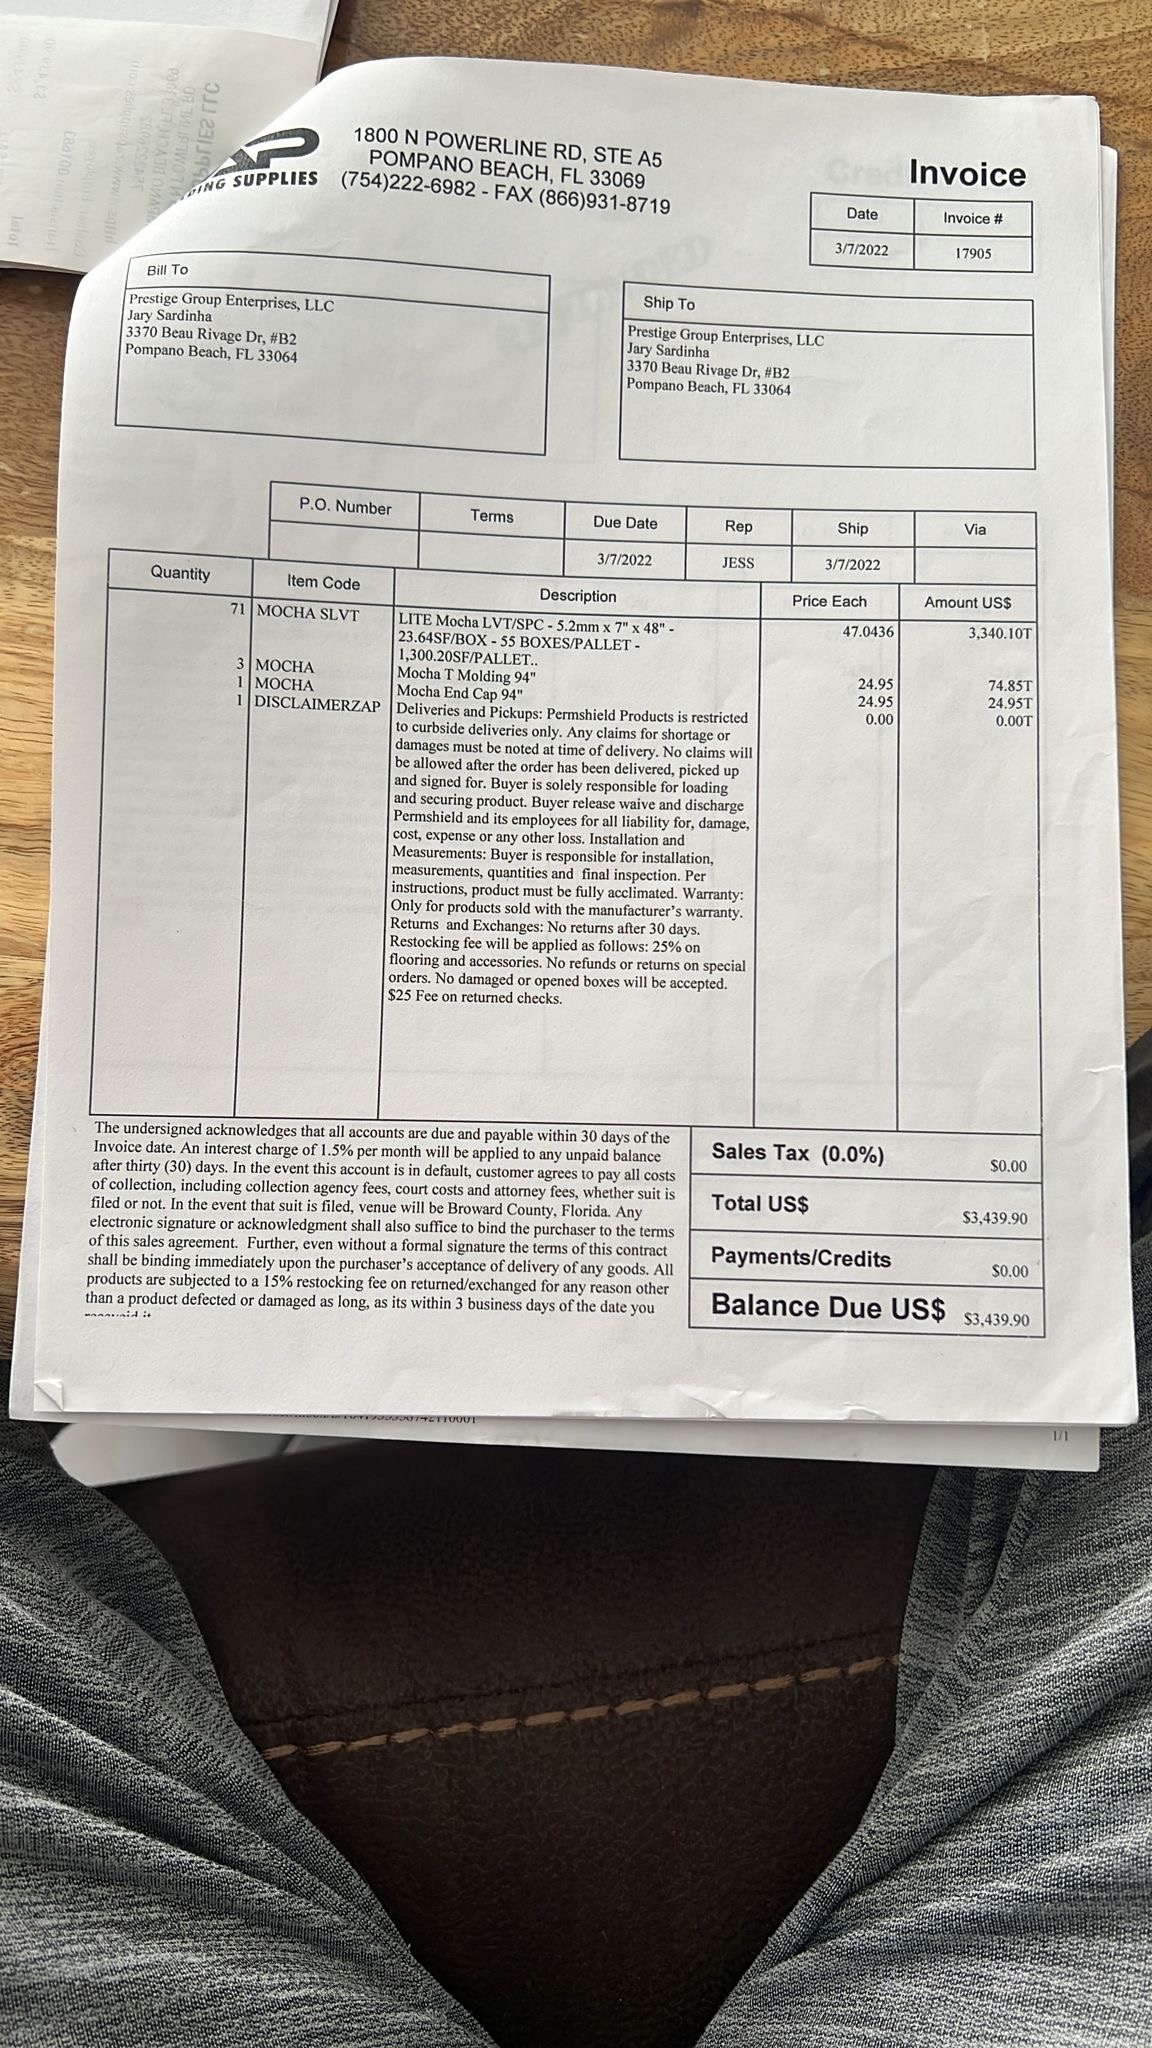 AP
ING SUPPLIES
1800 N POWERLINE RD, STE A5
POMPANO BEACH, FL 33069
(754)222-6982 - FAX (866)931-8719
Invoice
Date Invoice #
3/7/2022 17905
Bill To
Prestige Group Enterprises, LLC
Jary Sardinha
3370 Beau Rivage Dr, #B2
Pompano Beach, FL 33064
Ship To
Prestige Group Enterprises, LLC
Jary Sardinha
3370 Beau Rivage Dr, #B2
Pompano Beach, FL 33064
P.O. Number Terms Due Date Rep Ship Via
3/7/2022 JESS 3/7/2022
Quantity Item Code Description Price Each Amount US$
71 MOCHA SLVT LITE Mocha LVT/SPC - 5.2mm x 7" x 48" - 47.0436 3,340.10T
23.64SF/BOX - 55 BOXES/PALLET -
1,300.20SF/PALLET..
3 MOCHA Mocha T Molding 94" 24.95 74.85T
1 MOCHA Mocha End Cap 94" 24.95 24.95T
1 DISCLAIMERZAP Deliveries and Pickups: Permshield Products is restricted 0.00 0.00T
to curbside deliveries only. Any claims for shortage or
damages must be noted at time of delivery. No claims will
be allowed after the order has been delivered, picked up
and signed for. Buyer is solely responsible for loading
and securing product. Buyer release waive and discharge
Permshield and its employees for all liability for, damage,
cost, expense or any other loss. Installation and
Measurements: Buyer is responsible for installation,
measurements, quantities and final inspection. Per
instructions, product must be fully acclimated. Warranty:
Only for products sold with the manufacturer's warranty.
Returns and Exchanges: No returns after 30 days.
Restocking fee will be applied as follows: 25% on
flooring and accessories. No refunds or returns on special
orders. No damaged or opened boxes will be accepted.
$25 Fee on returned checks.
The undersigned acknowledges that all accounts are due and payable within 30 days of the
Invoice date. An interest charge of 1.5% per month will be applied to any unpaid balance
after thirty (30) days. In the event this account is in default, customer agrees to pay all costs
of collection, including collection agency fees, court costs and attorney fees, whether suit is
filed or not. In the event that suit is filed, venue will be Broward County, Florida. Any
electronic signature or acknowledgment shall also suffice to bind the purchaser to the terms
of this sales agreement. Further, even without a formal signature the terms of this contract
shall be binding immediately upon the purchaser's acceptance of delivery of any goods. All
products are subjected to a 15% restocking fee on returned/exchanged for any reason other
than a product defected or damaged as long, as its within 3 business days of the date you
Sales Tax (0.0%) $0.00
Total US$ $3,439.90
Payments/Credits $0.00
Balance Due US$ $3,439.90
1/1